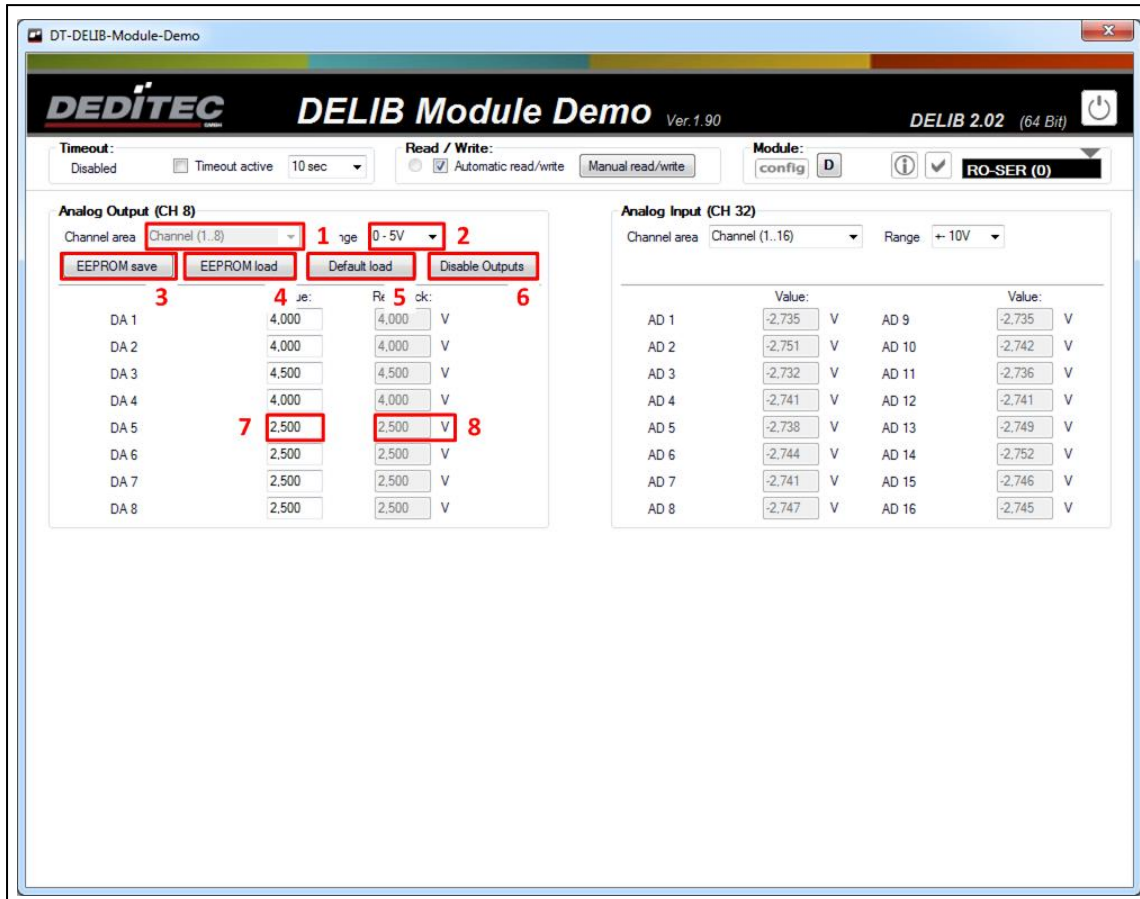 DT-DELIB-Module-Demo
DEDITEC
GMBH
DELIB Module Demo Ver.1.90
DELIB 2.02 (64 Bit)
Timeout:
Disabled
Timeout active
10 sec
Read / Write:
Automatic read/write
Manual read/write
Module:
config
D
RO-SER (0)
Analog Output (CH 8)
Channel area Channel (1..8) 1 0 - 5V 2
EEPROM save EEPROM load Default load Disable Outputs
3 4 5 6
DA 1 4,000 4,000 V
DA 2 4,000 4,000 V
DA 3 4,500 4,500 V
DA 4 4,000 4,000 V
DA 5 7 2,500 2,500 V 8
DA 6 2,500 2,500 V
DA 7 2,500 2,500 V
DA 8 2,500 2,500 V
Analog Input (CH 32)
Channel area Channel (1..16) Range +- 10V
Value: Value:
AD 1 -2,735 V AD 9 -2,735 V
AD 2 -2,751 V AD 10 -2,742 V
AD 3 -2,732 V AD 11 -2,736 V
AD 4 -2,741 V AD 12 -2,741 V
AD 5 -2,738 V AD 13 -2,749 V
AD 6 -2,744 V AD 14 -2,752 V
AD 7 -2,741 V AD 15 -2,746 V
AD 8 -2,747 V AD 16 -2,745 V